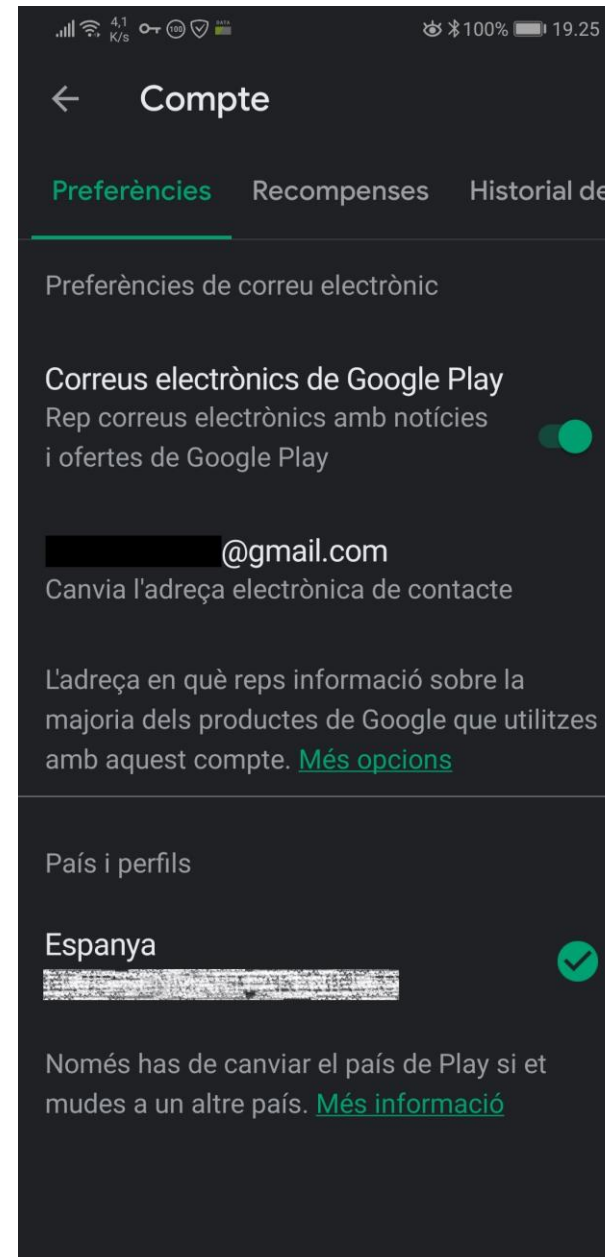 4,1 K/s 100 DATA 100% 19.25
Compte
Preferències Recompenses Historial de
Preferències de correu electrònic
Correus electrònics de Google Play
Rep correus electrònics amb notícies
i ofertes de Google Play
@gmail.com
Canvia l'adreça electrònica de contacte
L'adreça en què reps informació sobre la
majoria dels productes de Google que utilitzes
amb aquest compte. Més opcions
País i perfils
Espanya
Només has de canviar el país de Play si et
mudes a un altre país. Més informació